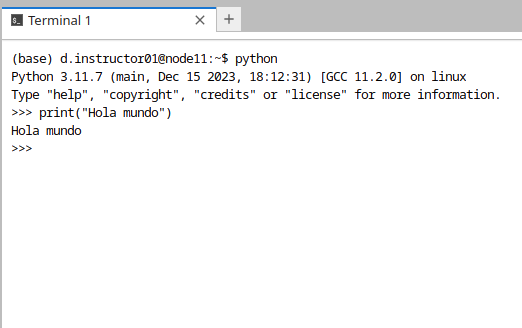 Terminal 1
(base) d.instructor01@node11:~$ python
Python 3.11.7 (main, Dec 15 2023, 18:12:31) [GCC 11.2.0] on linux
Type "help", "copyright", "credits" or "license" for more information.
>>> print("Hola mundo")
Hola mundo
>>>